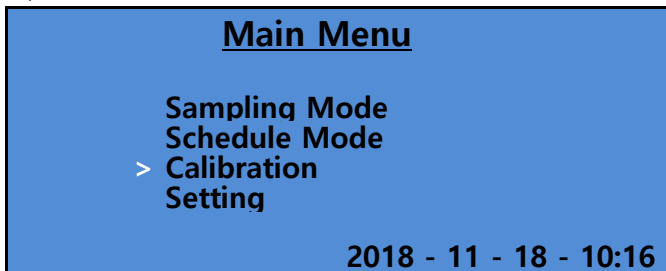 Main Menu
Sampling Mode
Schedule Mode
> Calibration
Setting
2018 - 11 - 18 - 10:16